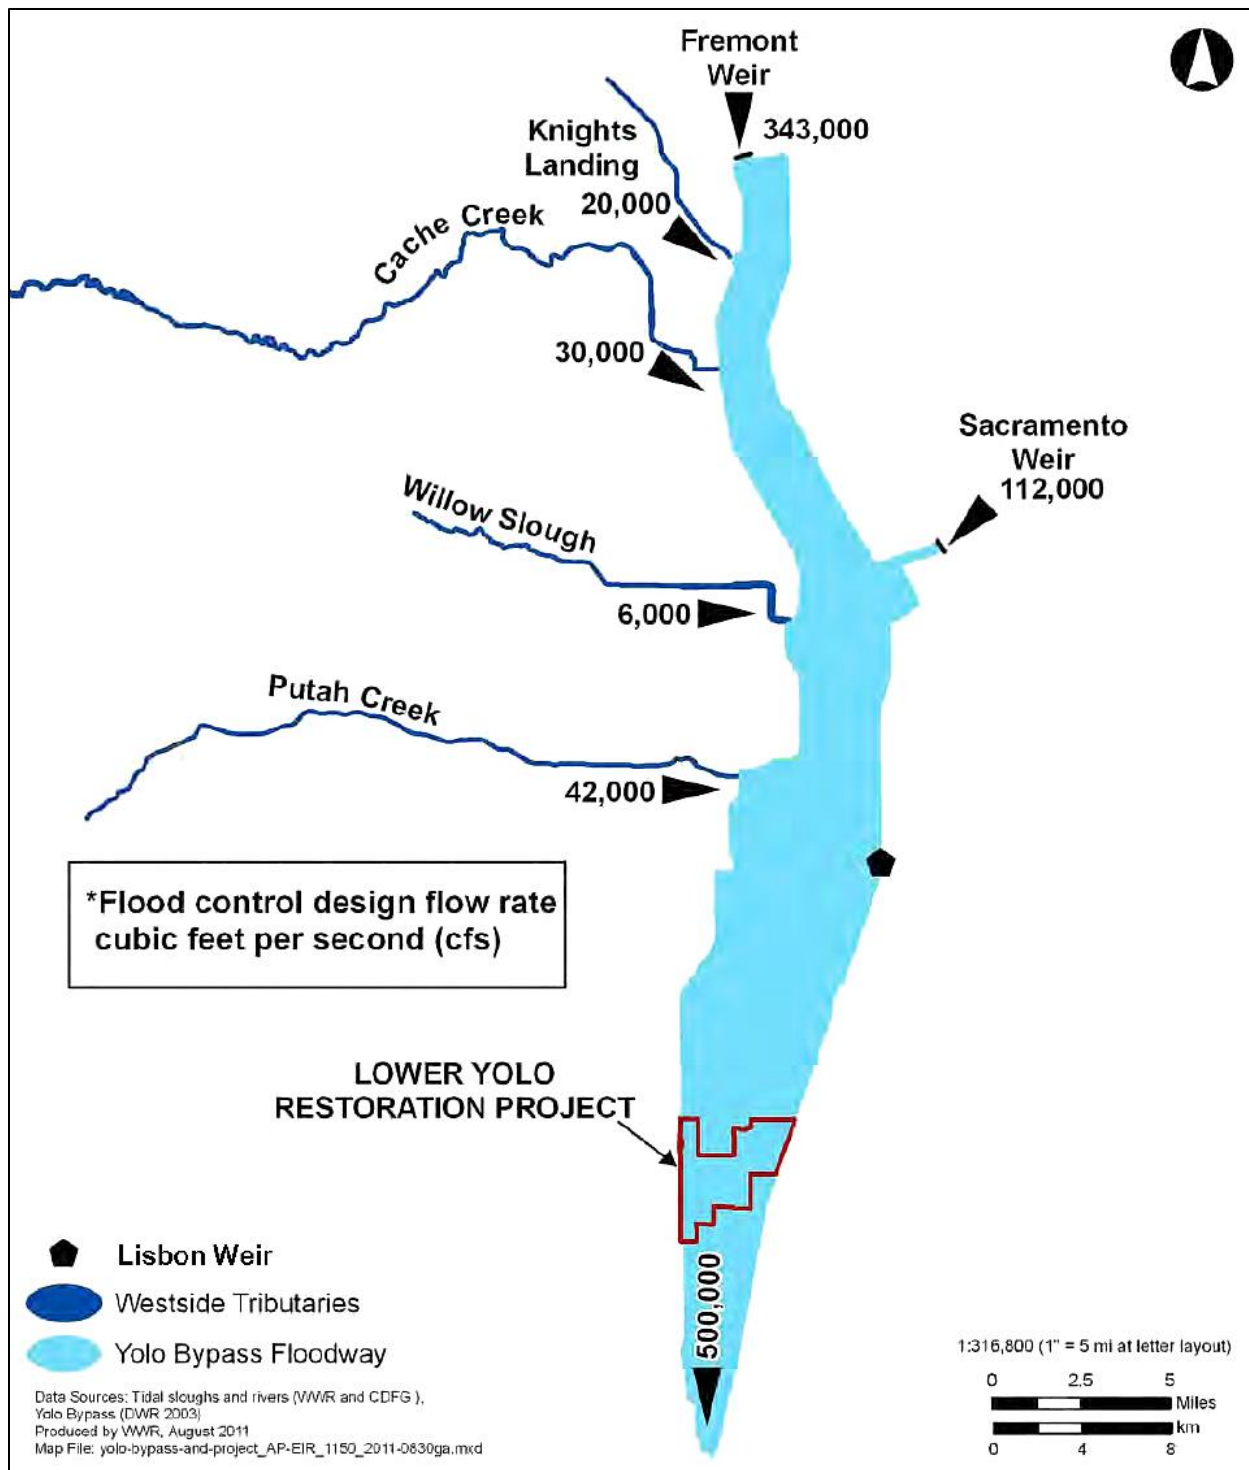 Fremont
Weir
343,000
Knights
Landing
20,000
Cache Creek
30,000
Sacramento
Weir
112,000
Willow Slough
6,000
Putah Creek
42,000
*Flood control design flow rate
cubic feet per second (cfs)
LOWER YOLO
RESTORATION PROJECT
500,000
Lisbon Weir
Westside Tributaries
Yolo Bypass Floodway
1:316,800 (1" = 5 mi at letter layout)
0 2.5 5
Miles
km
0 4 8
Data Sources: Tidal sloughs and rivers (WWR and CDFG ),
Yolo Bypass (DWR 2003)
Produced by WWR, August 2011
Map File: yolo-bypass-and-project_AP-EIR_1150_2011-0830ga.mxd